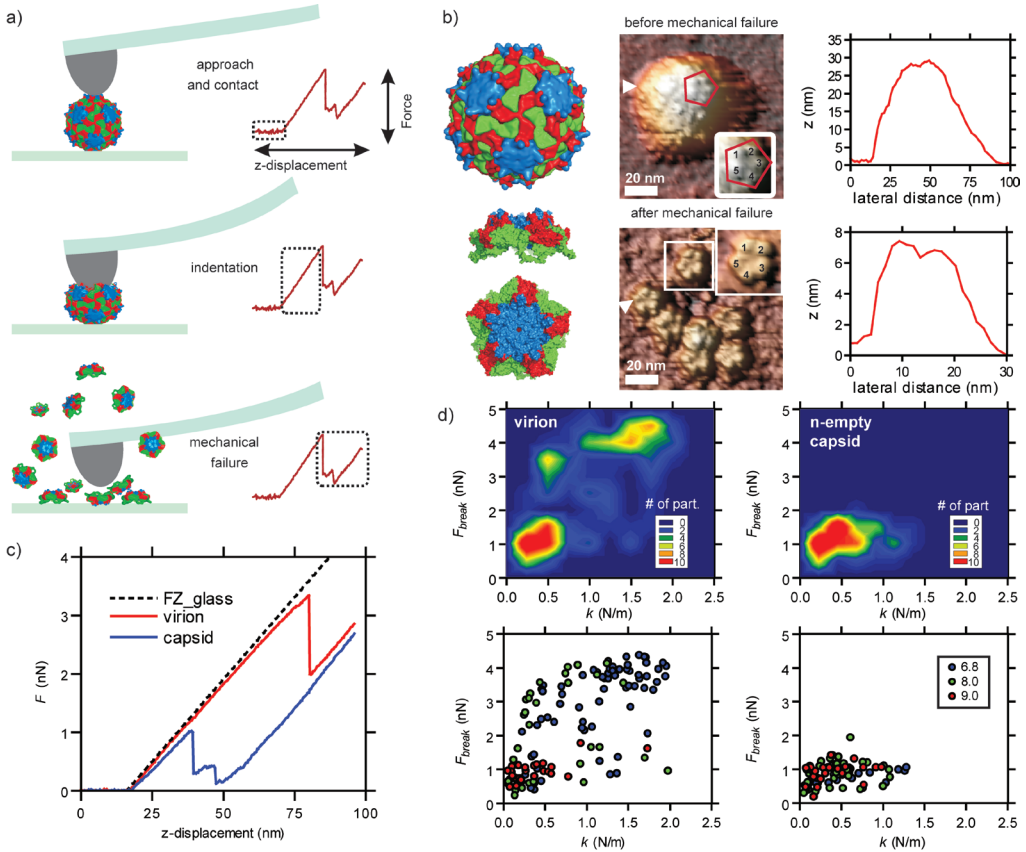 a)
approach
and contact
Force
z-displacement
indentation
mechanical
failure
b)
before mechanical failure
1 2
3
5
4
20 nm
z (nm)
35
30
25
20
15
10
5
0
0 25 50 75 100
lateral distance (nm)
after mechanical failure
1 2
5 3
4
20 nm
z (nm)
8
6
4
2
0
0 10 20 30
lateral distance (nm)
c)
F (nN)
4
3
2
1
0
FZ_glass
virion
capsid
0 25 50 75 100
z-displacement (nm)
d)
virion
F_break (nN)
5
4
3
2
1
0
# of part.
0
2
4
6
8
10
0.0 0.5 1.0 1.5 2.0 2.5
k (N/m)
n-empty
capsid
F_break (nN)
5
4
3
2
1
0
# of part.
0
2
4
6
8
10
0.0 0.5 1.0 1.5 2.0 2.5
k (N/m)
F_break (nN)
5
4
3
2
1
0
0.0 0.5 1.0 1.5 2.0 2.5
k (N/m)
F_break (nN)
5
4
3
2
1
0
6.8
8.0
9.0
0.0 0.5 1.0 1.5 2.0 2.5
k (N/m)